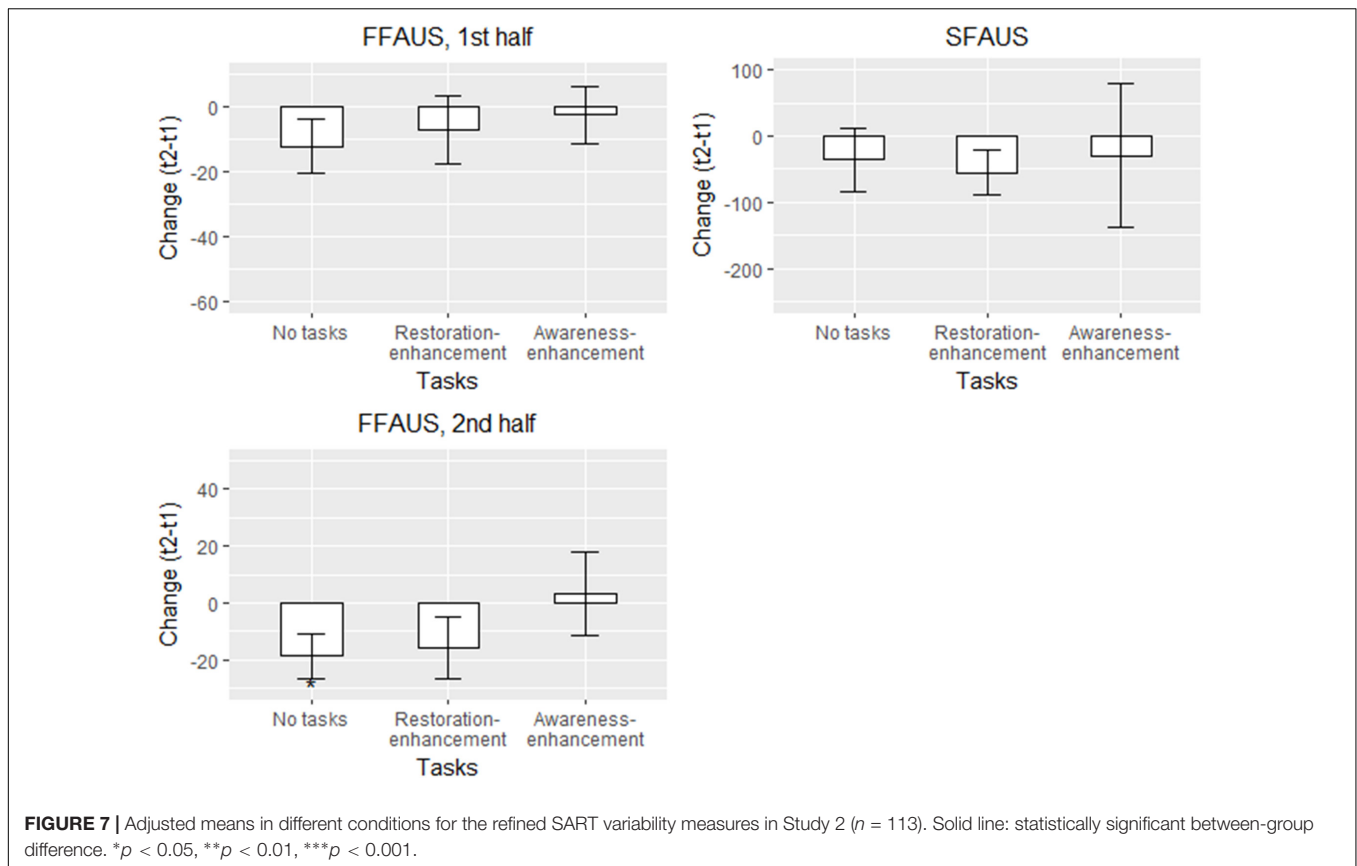 FFAUS, 1st half
Change (t2-t1)
0
-20
-40
-60
No tasks
Restoration-
enhancement
Awareness-
enhancement
Tasks
SFAUS
Change (t2-t1)
100
0
-100
-200
No tasks
Restoration-
enhancement
Awareness-
enhancement
Tasks
FFAUS, 2nd half
Change (t2-t1)
40
20
0
-20
*
No tasks
Restoration-
enhancement
Awareness-
enhancement
Tasks
FIGURE 7 | Adjusted means in different conditions for the refined SART variability measures in Study 2 (n = 113). Solid line: statistically significant between-group
difference. *p < 0.05, **p < 0.01, ***p < 0.001.